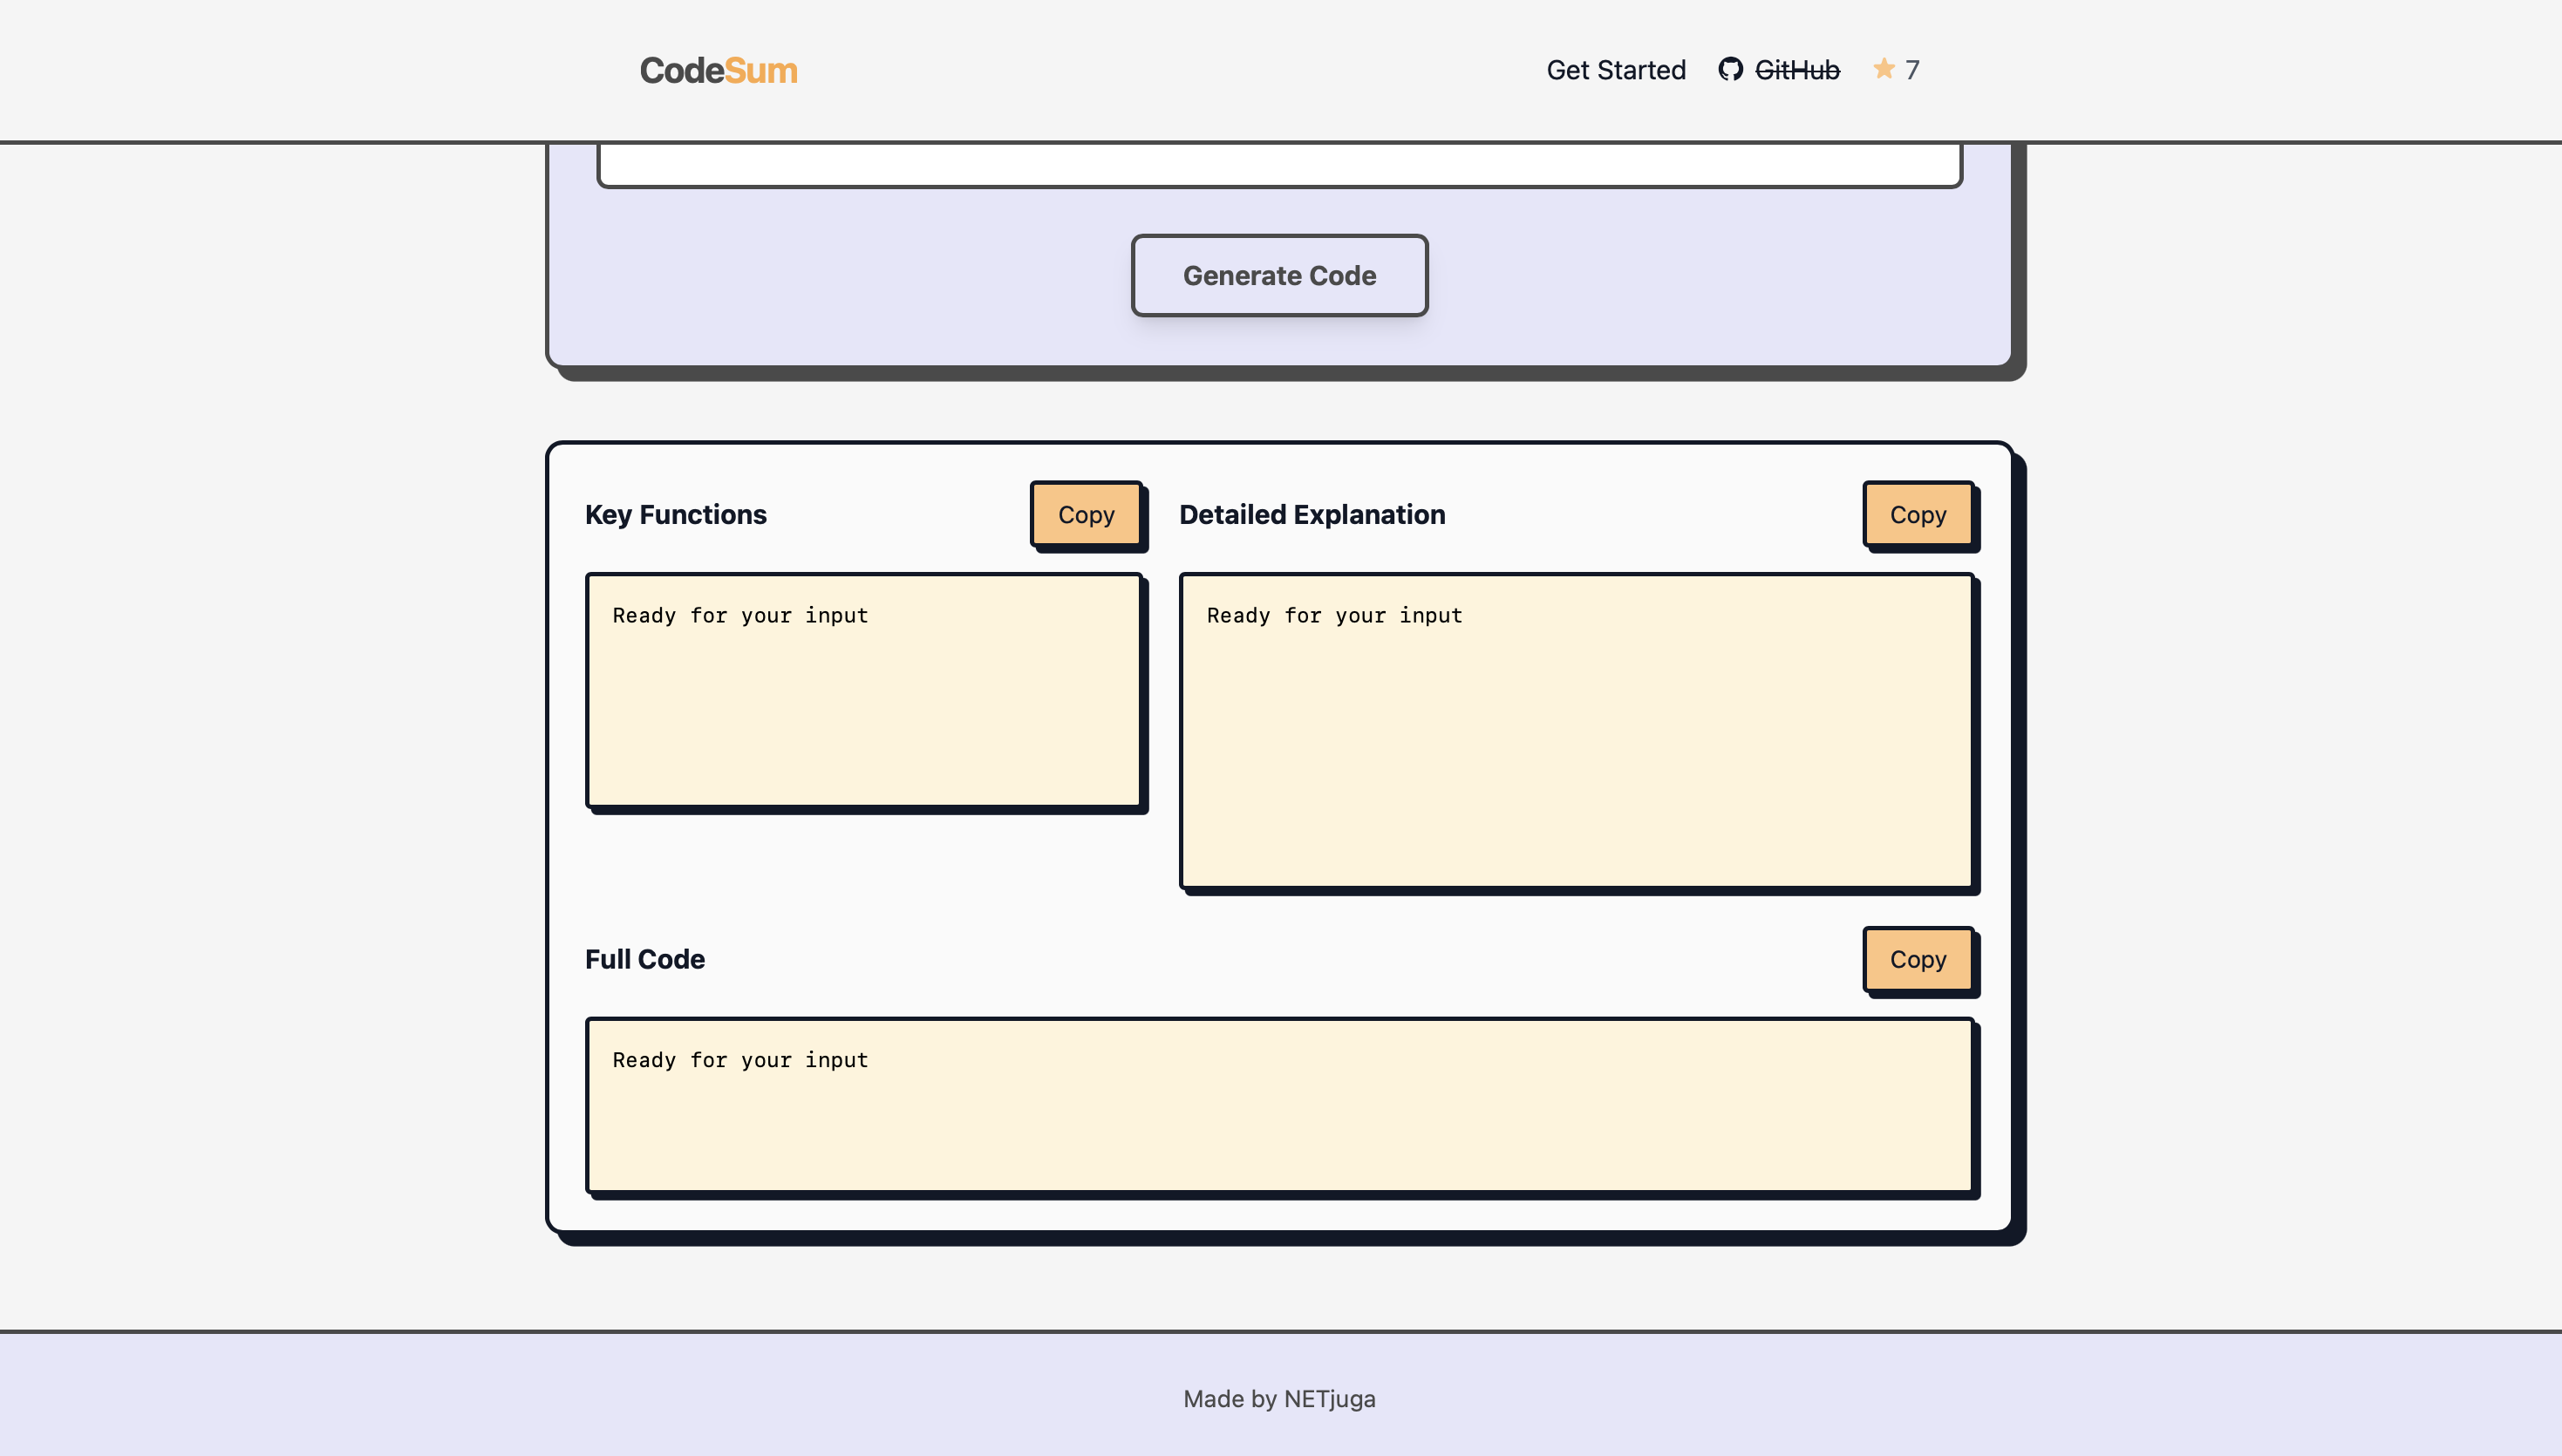 CodeSum
Get Started GitHub 7
Generate Code
Key Functions Copy
Detailed Explanation Copy
Ready for your input
Ready for your input
Full Code Copy
Ready for your input
Made by NETjuga